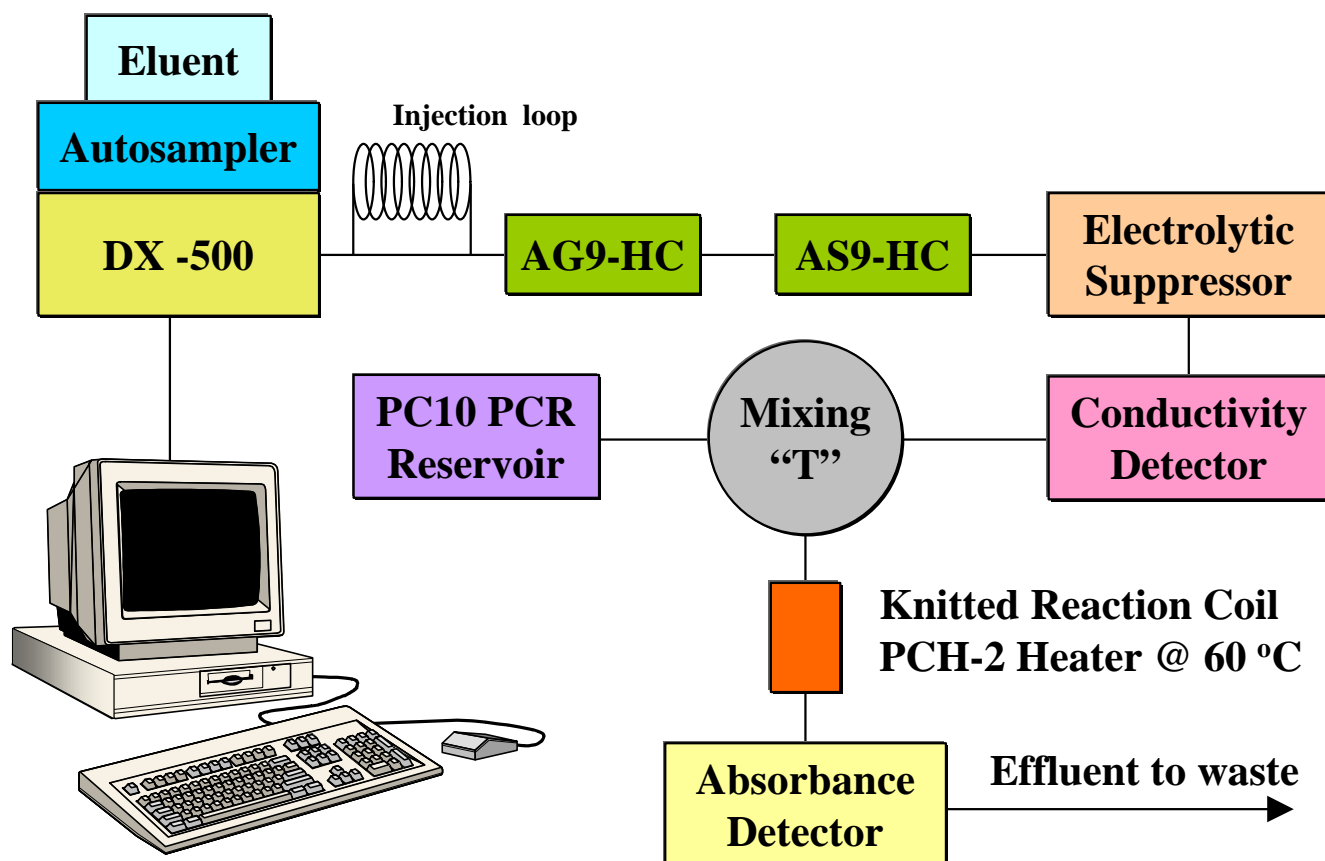 Eluent
Autosampler
DX -500
Injection loop
AG9-HC
AS9-HC
Electrolytic
Suppressor
PC10 PCR
Reservoir
Mixing
“T”
Conductivity
Detector
Knitted Reaction Coil
PCH-2 Heater @ 60 ºC
Absorbance
Detector
Effluent to waste